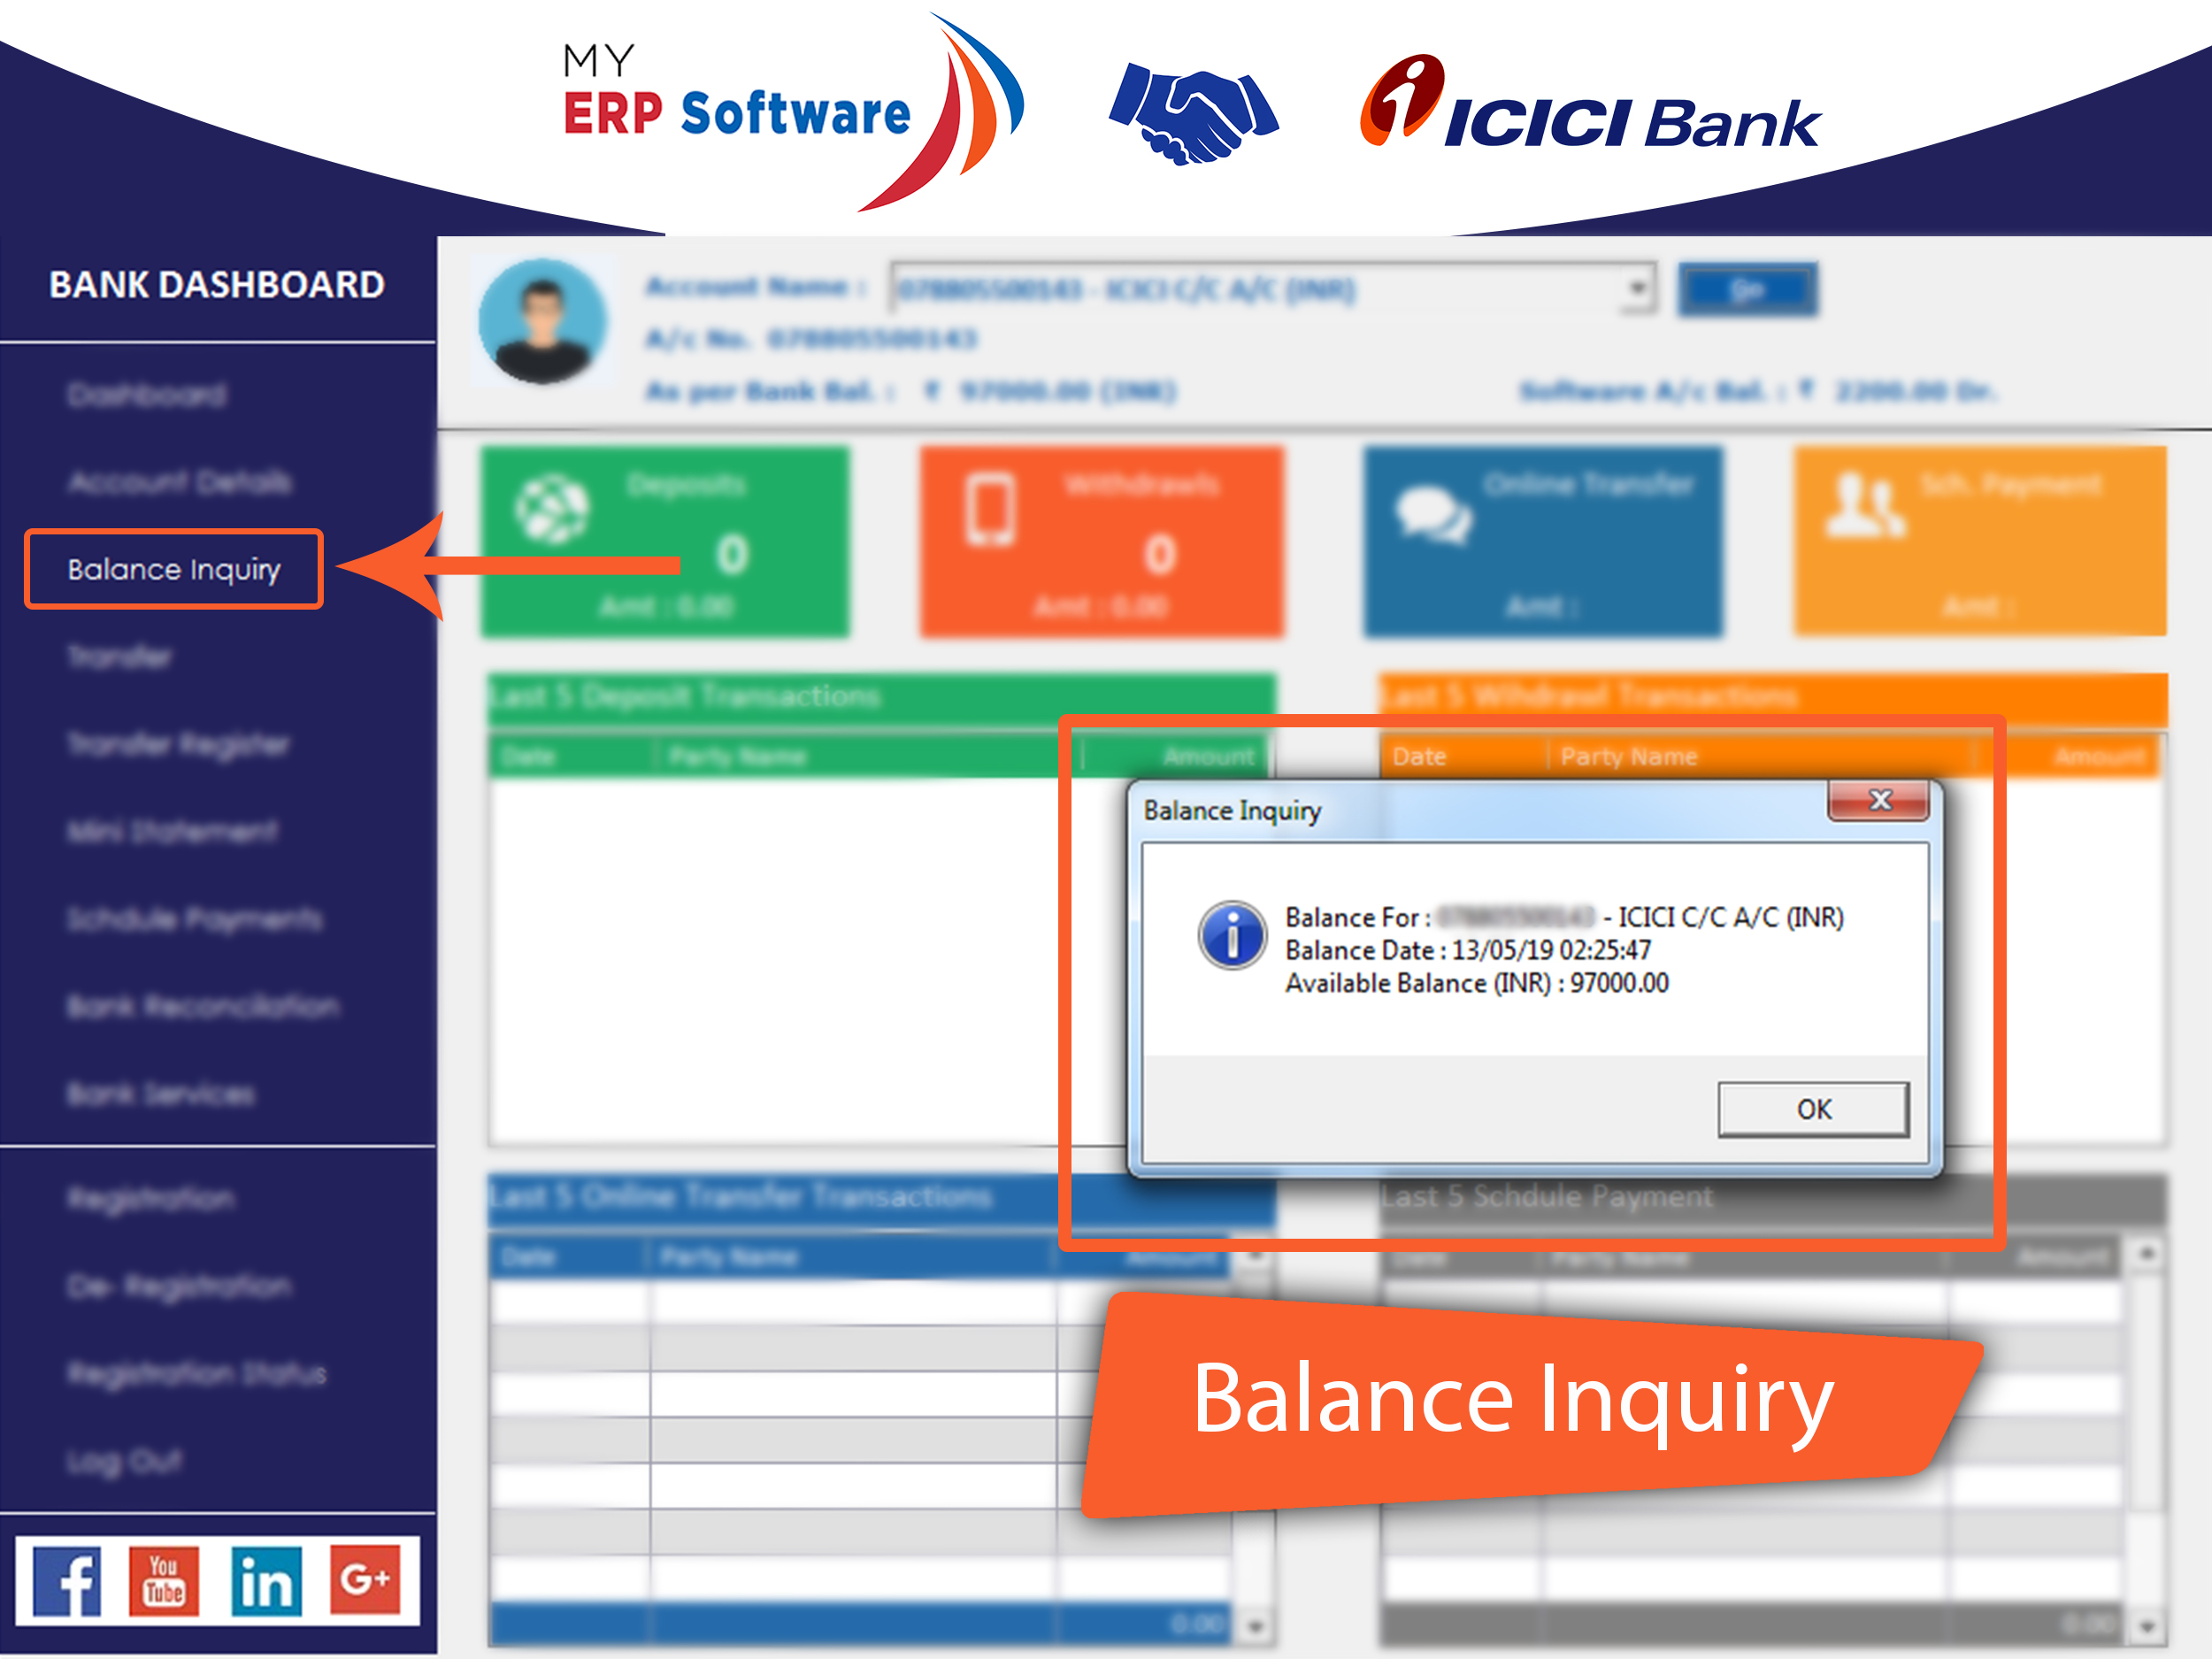 MY
ERP Software
ICICI Bank
BANK DASHBOARD
Account Name : 078805500143 - ICICI C/C A/C (INR) Go
A/c No. 078805500143
As per Bank Bal. : ₹ 97000.00 (INR) Software A/c Bal. : ₹ 2200.00 Dr.
Dashboard
Account Details
Balance Inquiry
Transfer
Transfer Register
Mini Statement
Schdule Payments
Bank Reconcilation
Bank Services
Registration
De- Registration
Registration Status
Log Out
You
Tube
in
G+
Deposits
0
Amt : 0.00
Withdrawls
0
Amt : 0.00
Online Transfer
Amt :
Sch. Payment
Amt :
Last 5 Deposit Transactions
Date Party Name Amount
Last 5 Wihdrawl Transactions
Date Party Name Amount
Balance Inquiry
Balance For : 078805500143 - ICICI C/C A/C (INR)
Balance Date : 13/05/19 02:25:47
Available Balance (INR) : 97000.00
OK
Last 5 Online Transfer Transactions
Date Party Name Amount
0.00
Last 5 Schdule Payment
Date Party Name Amount
0.00
Balance Inquiry